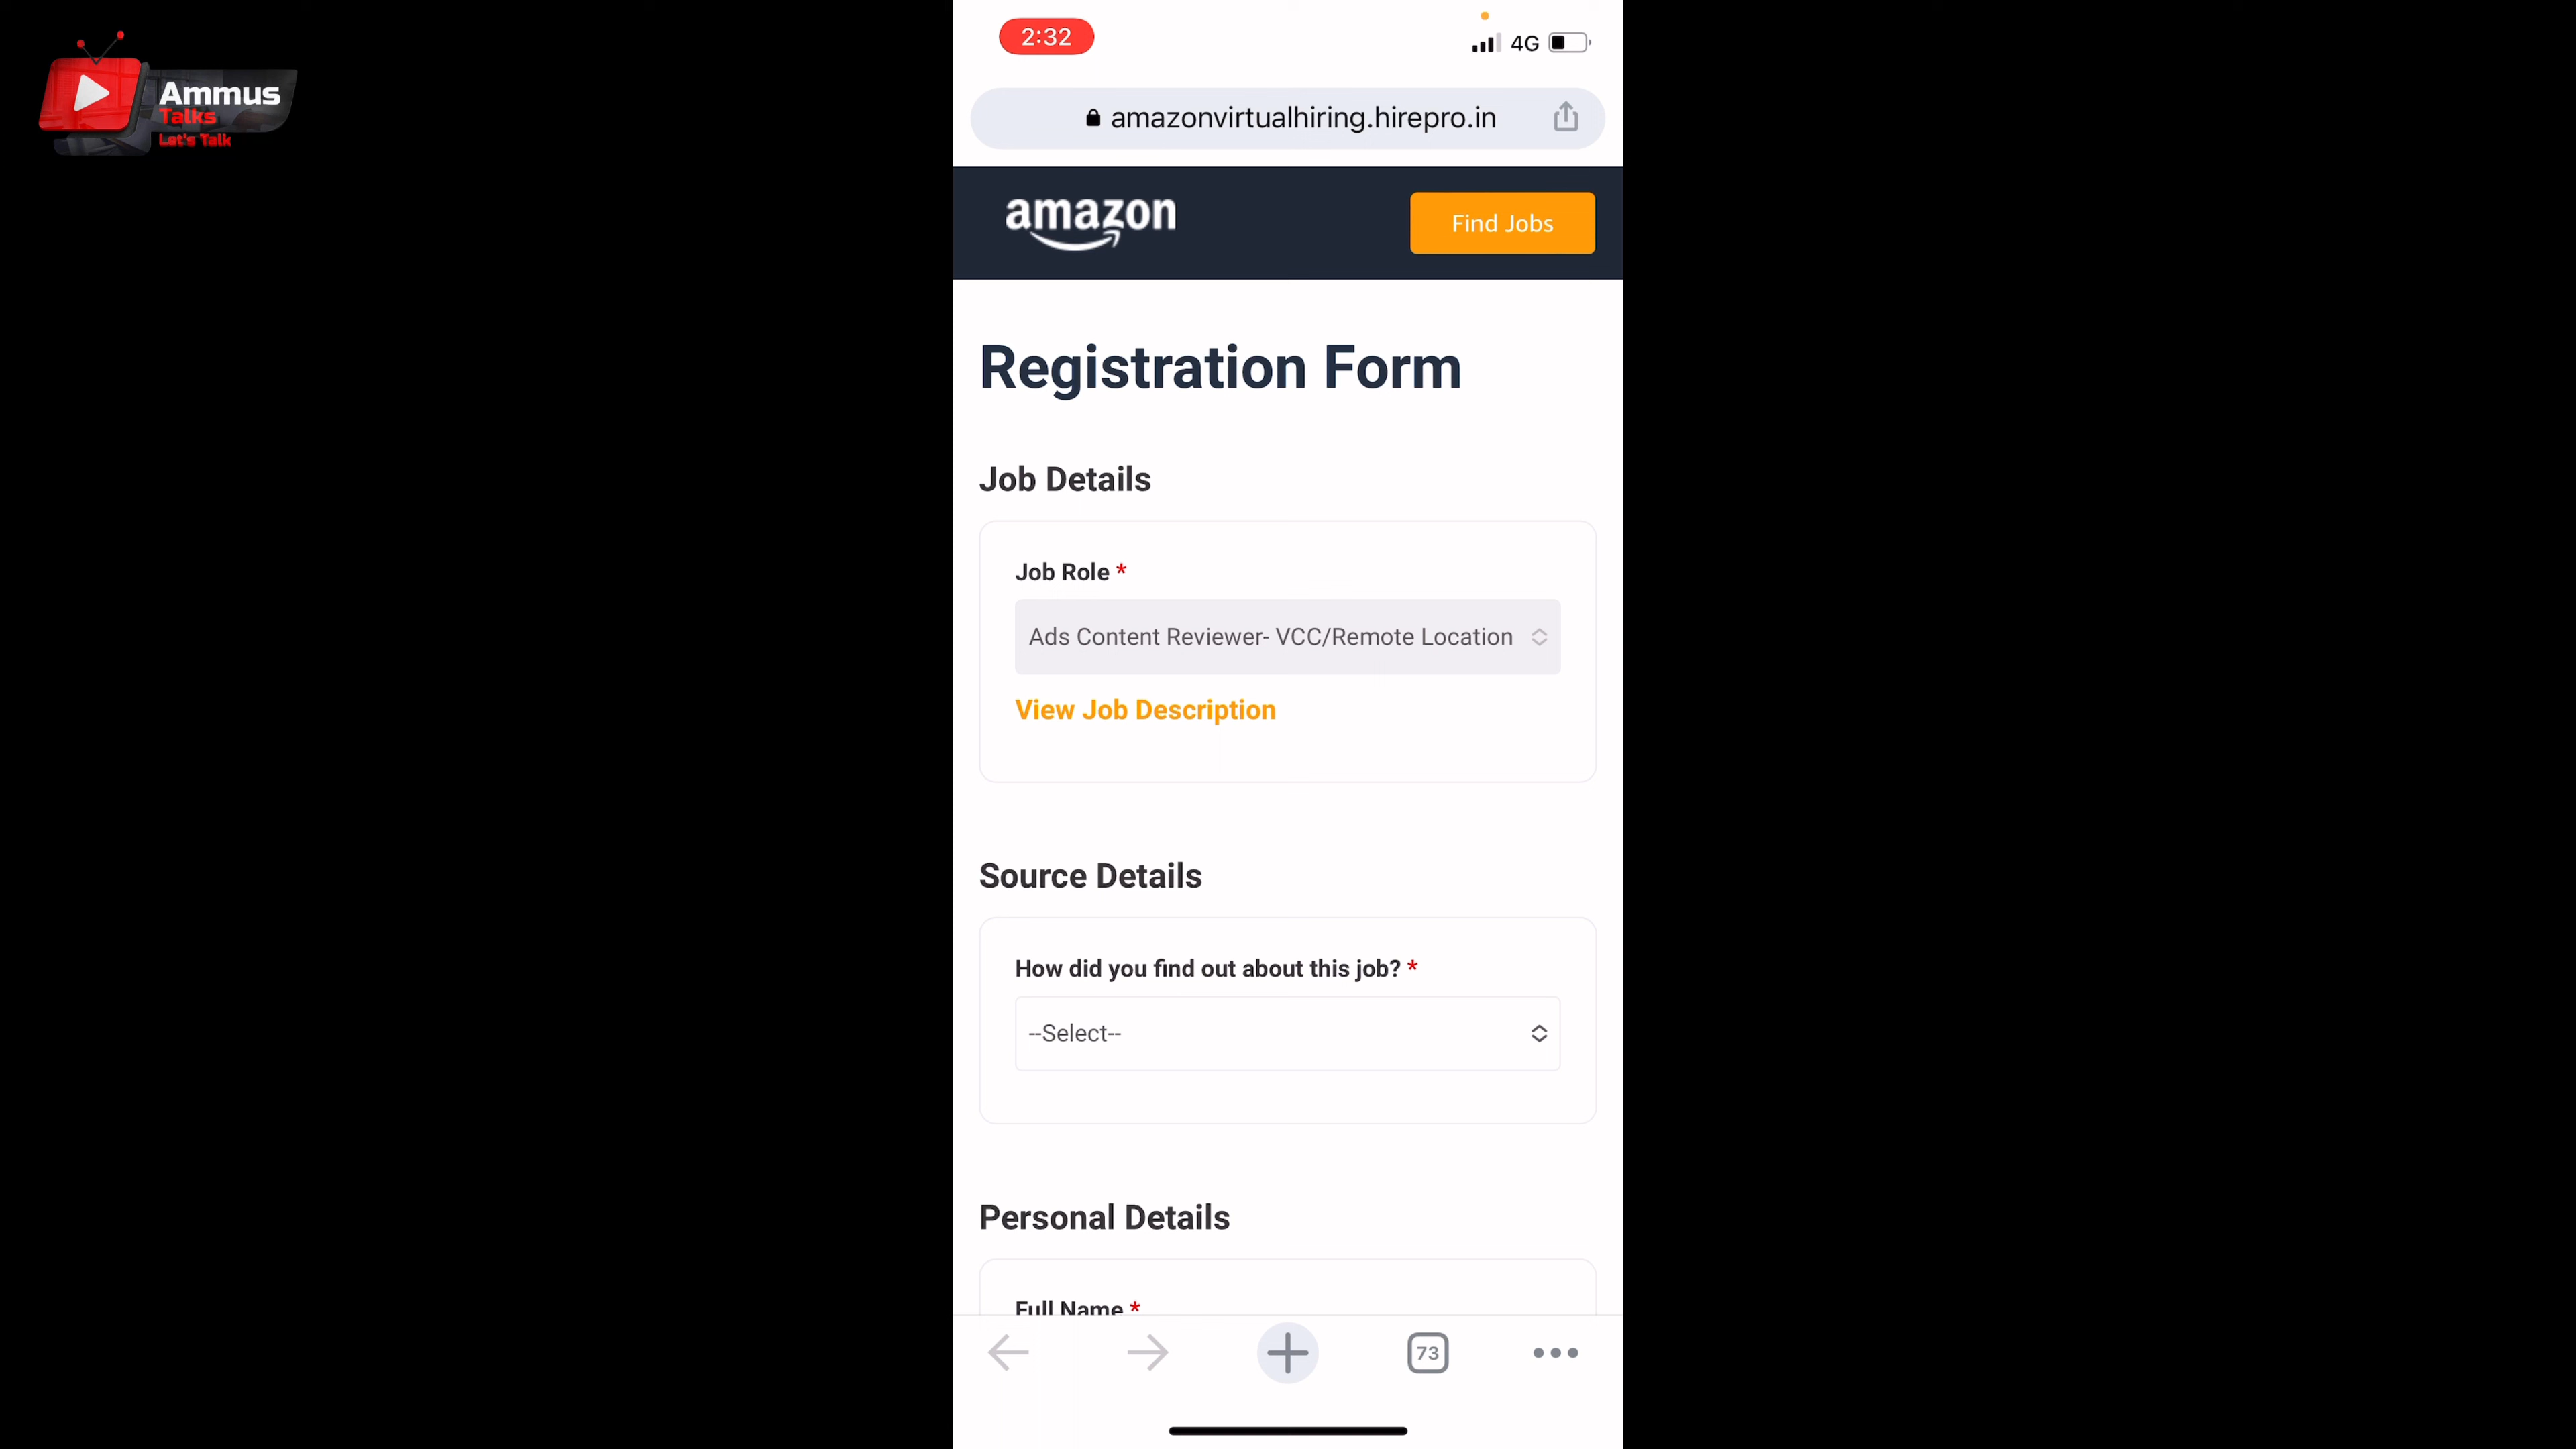 Ammus
Talks
Let's Talk
2:32
4G
amazonvirtualhiring.hirepro.in
amazon
Find Jobs
Registration Form
Job Details
Job Role *
Ads Content Reviewer- VCC/Remote Location
View Job Description
Source Details
How did you find out about this job? *
--Select--
Personal Details
Full Name *
73